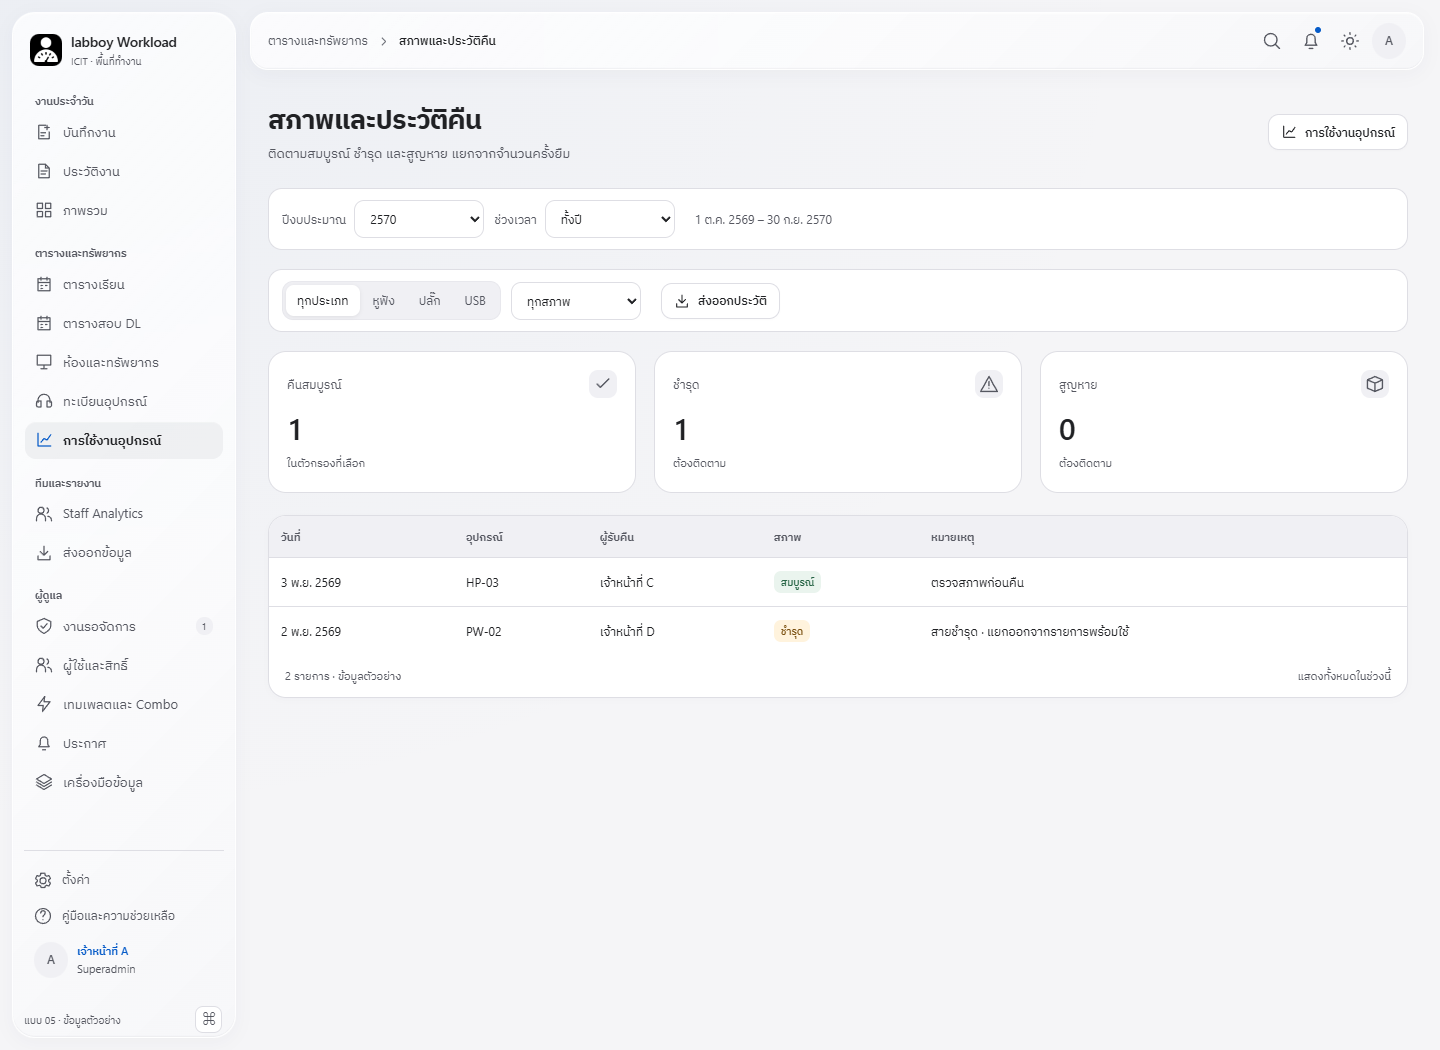 labboy Workload
ICIT · พื้นที่ทำงาน
งานประจำวัน
บันทึกงาน
ประวัติงาน
ภาพรวม
ตารางและทรัพยากร
ตารางเรียน
ตารางสอบ DL
ห้องและทรัพยากร
ทะเบียนอุปกรณ์
การใช้งานอุปกรณ์
ทีมและรายงาน
Staff Analytics
ส่งออกข้อมูล
ผู้ดูแล
งานรอจัดการ 1
ผู้ใช้และสิทธิ์
เทมเพลตและ Combo
ประกาศ
เครื่องมือข้อมูล
ตั้งค่า
คู่มือและความช่วยเหลือ
A
เจ้าหน้าที่ A
Superadmin
แบบ 05 · ข้อมูลตัวอย่าง
ตารางและทรัพยากร > สภาพและประวัติคืน
A
สภาพและประวัติคืน
ติดตามสมบูรณ์ ชำรุด และสูญหาย แยกจากจำนวนครั้งยืม
การใช้งานอุปกรณ์
ปีงบประมาณ 2570 ช่วงเวลา ทั้งปี 1 ต.ค. 2569 – 30 ก.ย. 2570
ทุกประเภท หูฟัง ปลั๊ก USB ทุกสภาพ ส่งออกประวัติ
คืนสมบูรณ์
1
ในตัวกรองที่เลือก
ชำรุด
1
ต้องติดตาม
สูญหาย
0
ต้องติดตาม
วันที่ อุปกรณ์ ผู้รับคืน สภาพ หมายเหตุ
3 พ.ย. 2569 HP-03 เจ้าหน้าที่ C สมบูรณ์ ตรวจสภาพก่อนคืน
2 พ.ย. 2569 PW-02 เจ้าหน้าที่ D ชำรุด สายชำรุด · แยกออกจากรายการพร้อมใช้
2 รายการ · ข้อมูลตัวอย่าง แสดงทั้งหมดในช่วงนี้